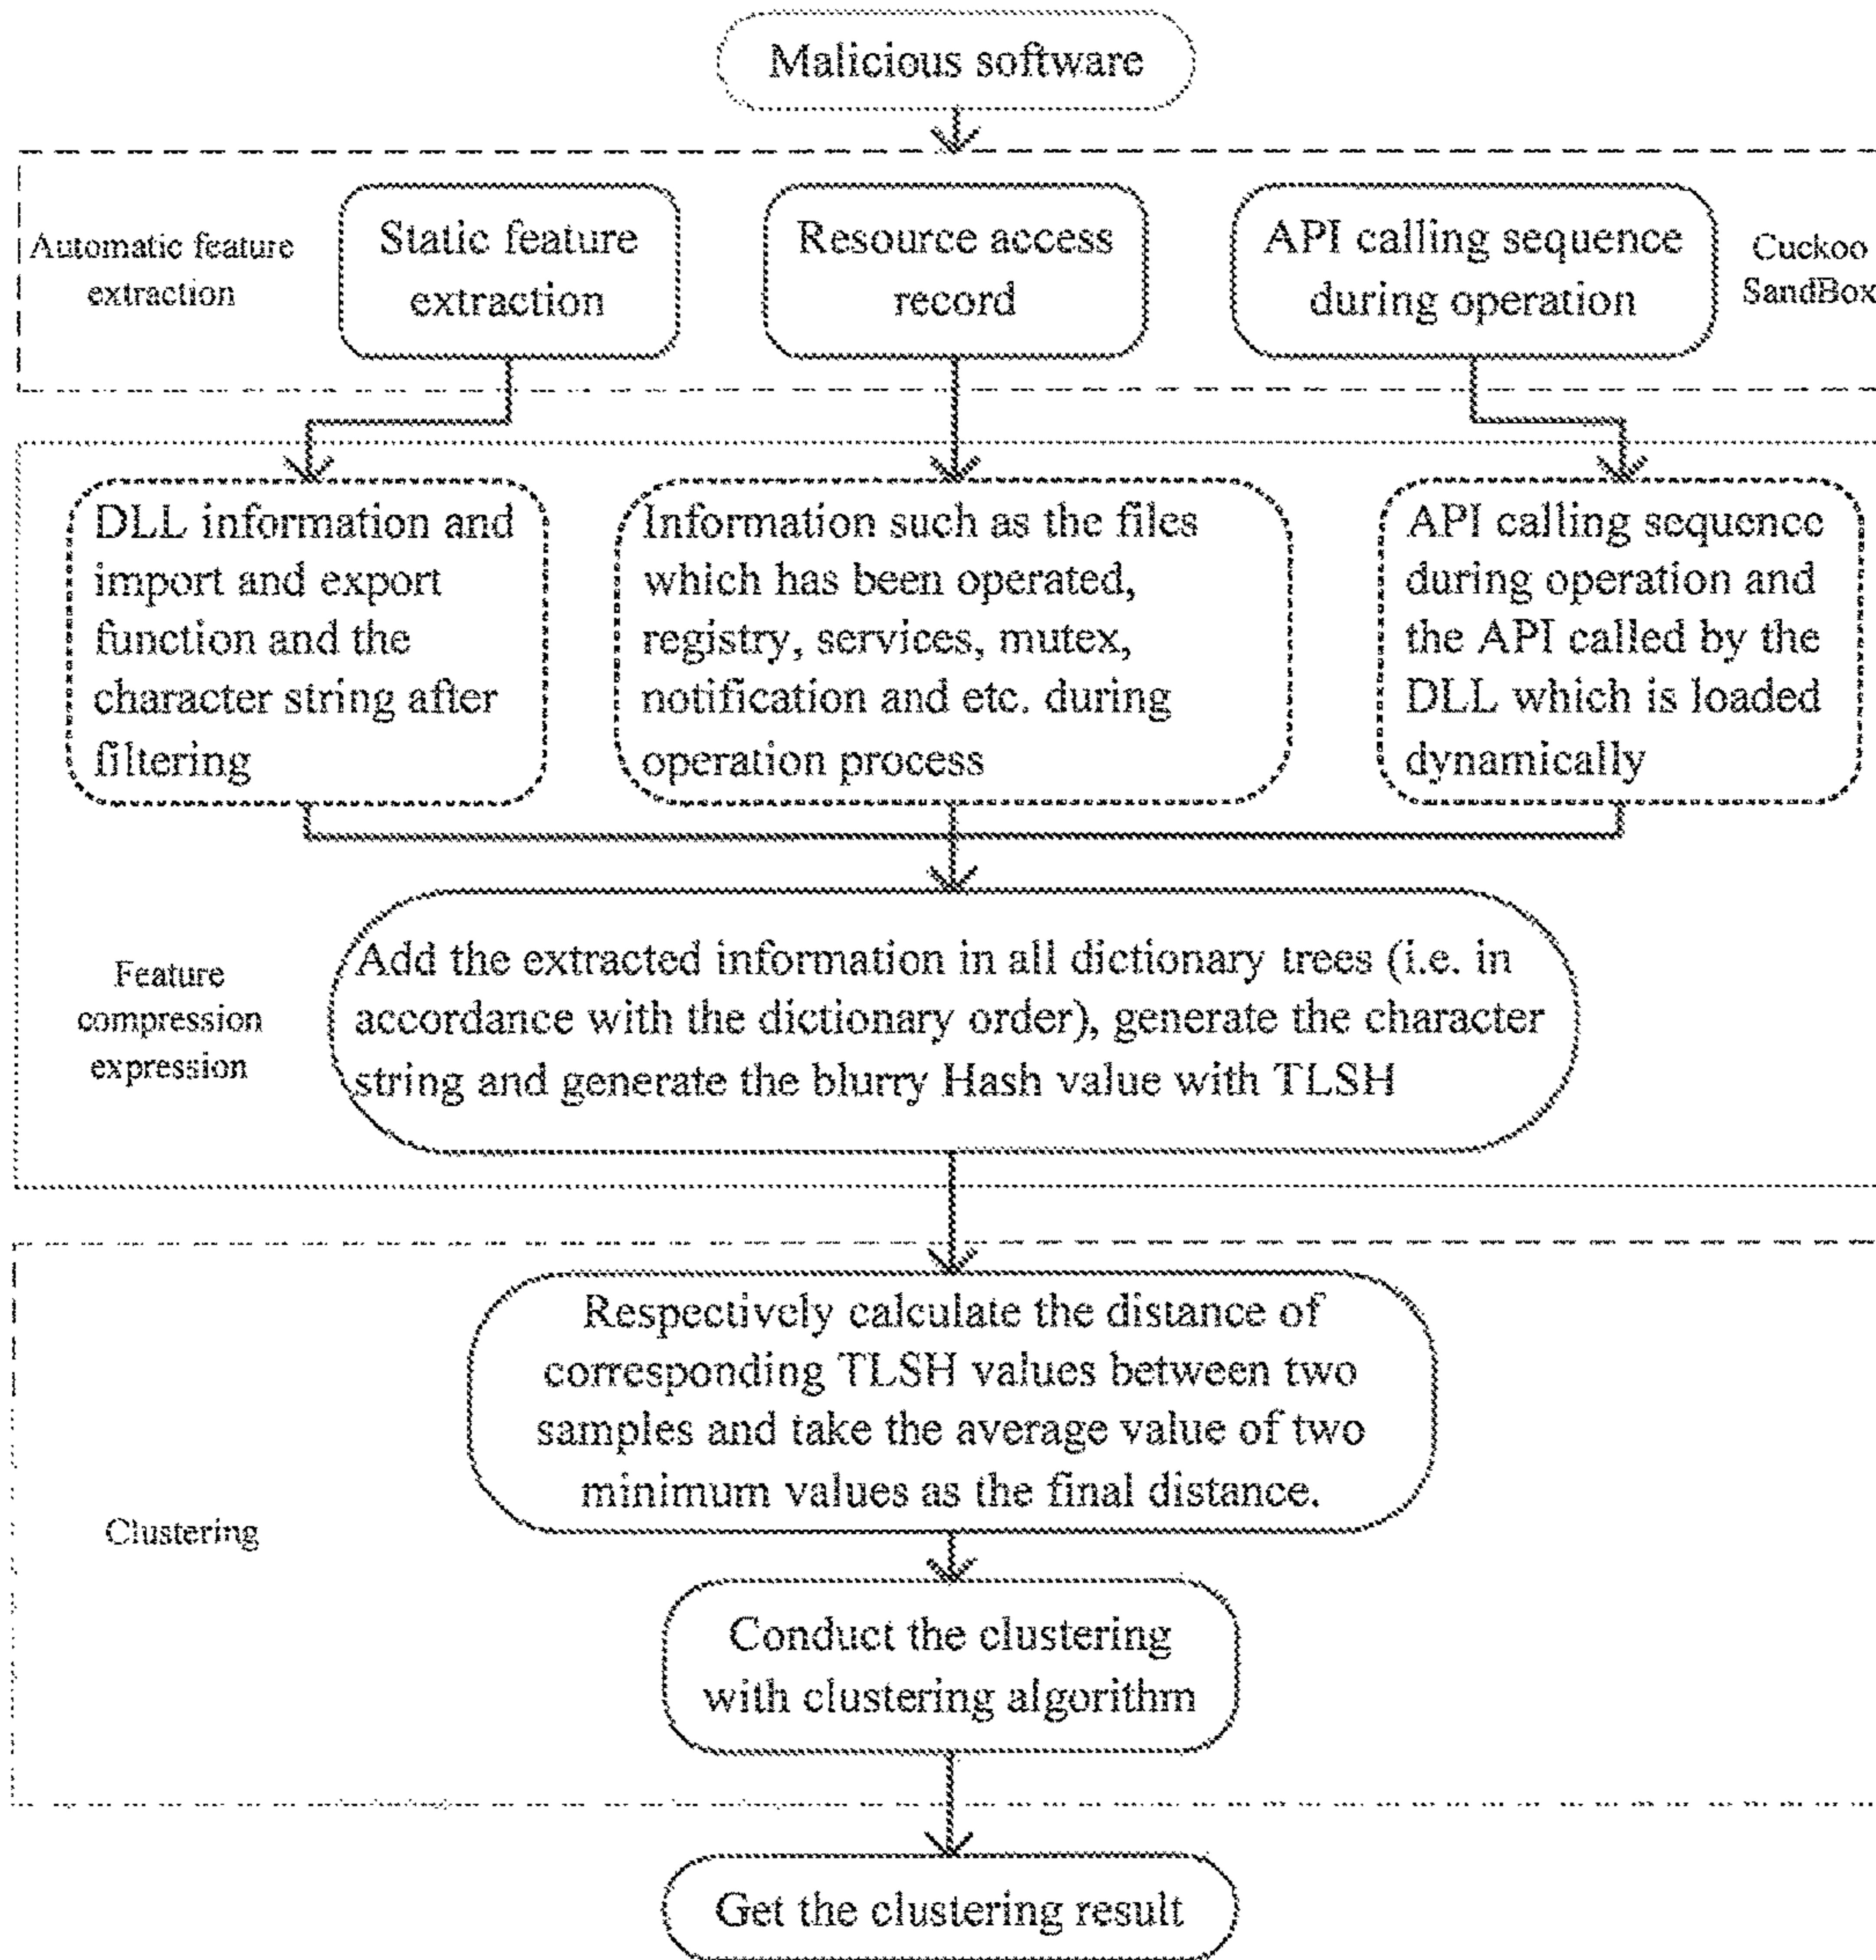 Malicious software
Automatic feature
extraction
Static feature
extraction
Resource access
record
API calling sequence
during operation
Cuckoo
SandBox
DLL information and
import and export
function and the
character string after
filtering
Information such as the files
which has been operated,
registry, services, mutex,
notification and etc. during
operation process
API calling sequence
during operation and
the API called by the
DLL which is loaded
dynamically
Feature
compression
expression
Add the extracted information in all dictionary trees (i.e. in
accordance with the dictionary order), generate the character
string and generate the blurry Hash value with TLSH
Respectively calculate the distance of
corresponding TLSH values between two
samples and take the average value of two
minimum values as the final distance.
Clustering
Conduct the clustering
with clustering algorithm
Get the clustering result